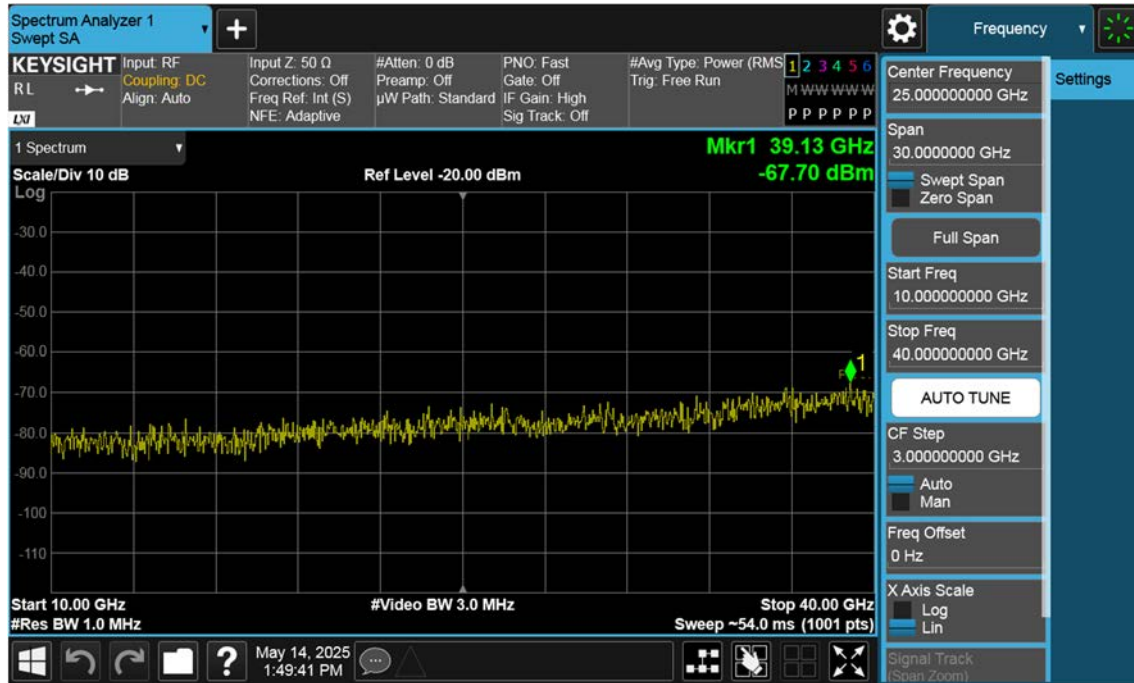 Spectrum Analyzer 1
Swept SA
+
Frequency
KEYSIGHT
RL
LXI
Input: RF
Coupling: DC
Align: Auto
Input Z: 50 Ω
Corrections: Off
Freq Ref: Int (S)
NFE: Adaptive
#Atten: 0 dB
Preamp: Off
µW Path: Standard
PNO: Fast
Gate: Off
IF Gain: High
Sig Track: Off
#Avg Type: Power (RMS
Trig: Free Run
1 2 3 4 5 6
M W W W W W
P P P P P P
1 Spectrum
Scale/Div 10 dB
Log
Ref Level -20.00 dBm
Mkr1 39.13 GHz
-67.70 dBm
-30.0
-40.0
-50.0
-60.0
-70.0
-80.0
-90.0
-100
-110
1
Start 10.00 GHz
#Res BW 1.0 MHz
#Video BW 3.0 MHz
Stop 40.00 GHz
Sweep ~54.0 ms (1001 pts)
Center Frequency
25.000000000 GHz
Span
30.0000000 GHz
Swept Span
Zero Span
Full Span
Start Freq
10.000000000 GHz
Stop Freq
40.000000000 GHz
AUTO TUNE
CF Step
3.000000000 GHz
Auto
Man
Freq Offset
0 Hz
X Axis Scale
Log
Lin
Signal Track
(Span Zoom)
Settings
?
May 14, 2025
1:49:41 PM